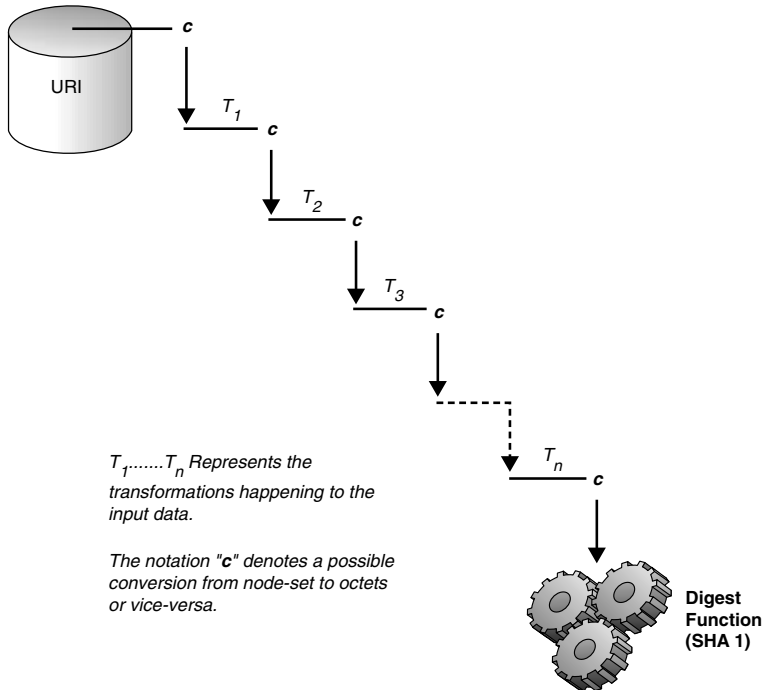 c
URI
T1
c
T2
c
T3
c
Tn
c
T1.......Tn Represents the
transformations happening to the
input data.
The notation "c" denotes a possible
conversion from node-set to octets
or vice-versa.
Digest
Function
(SHA 1)